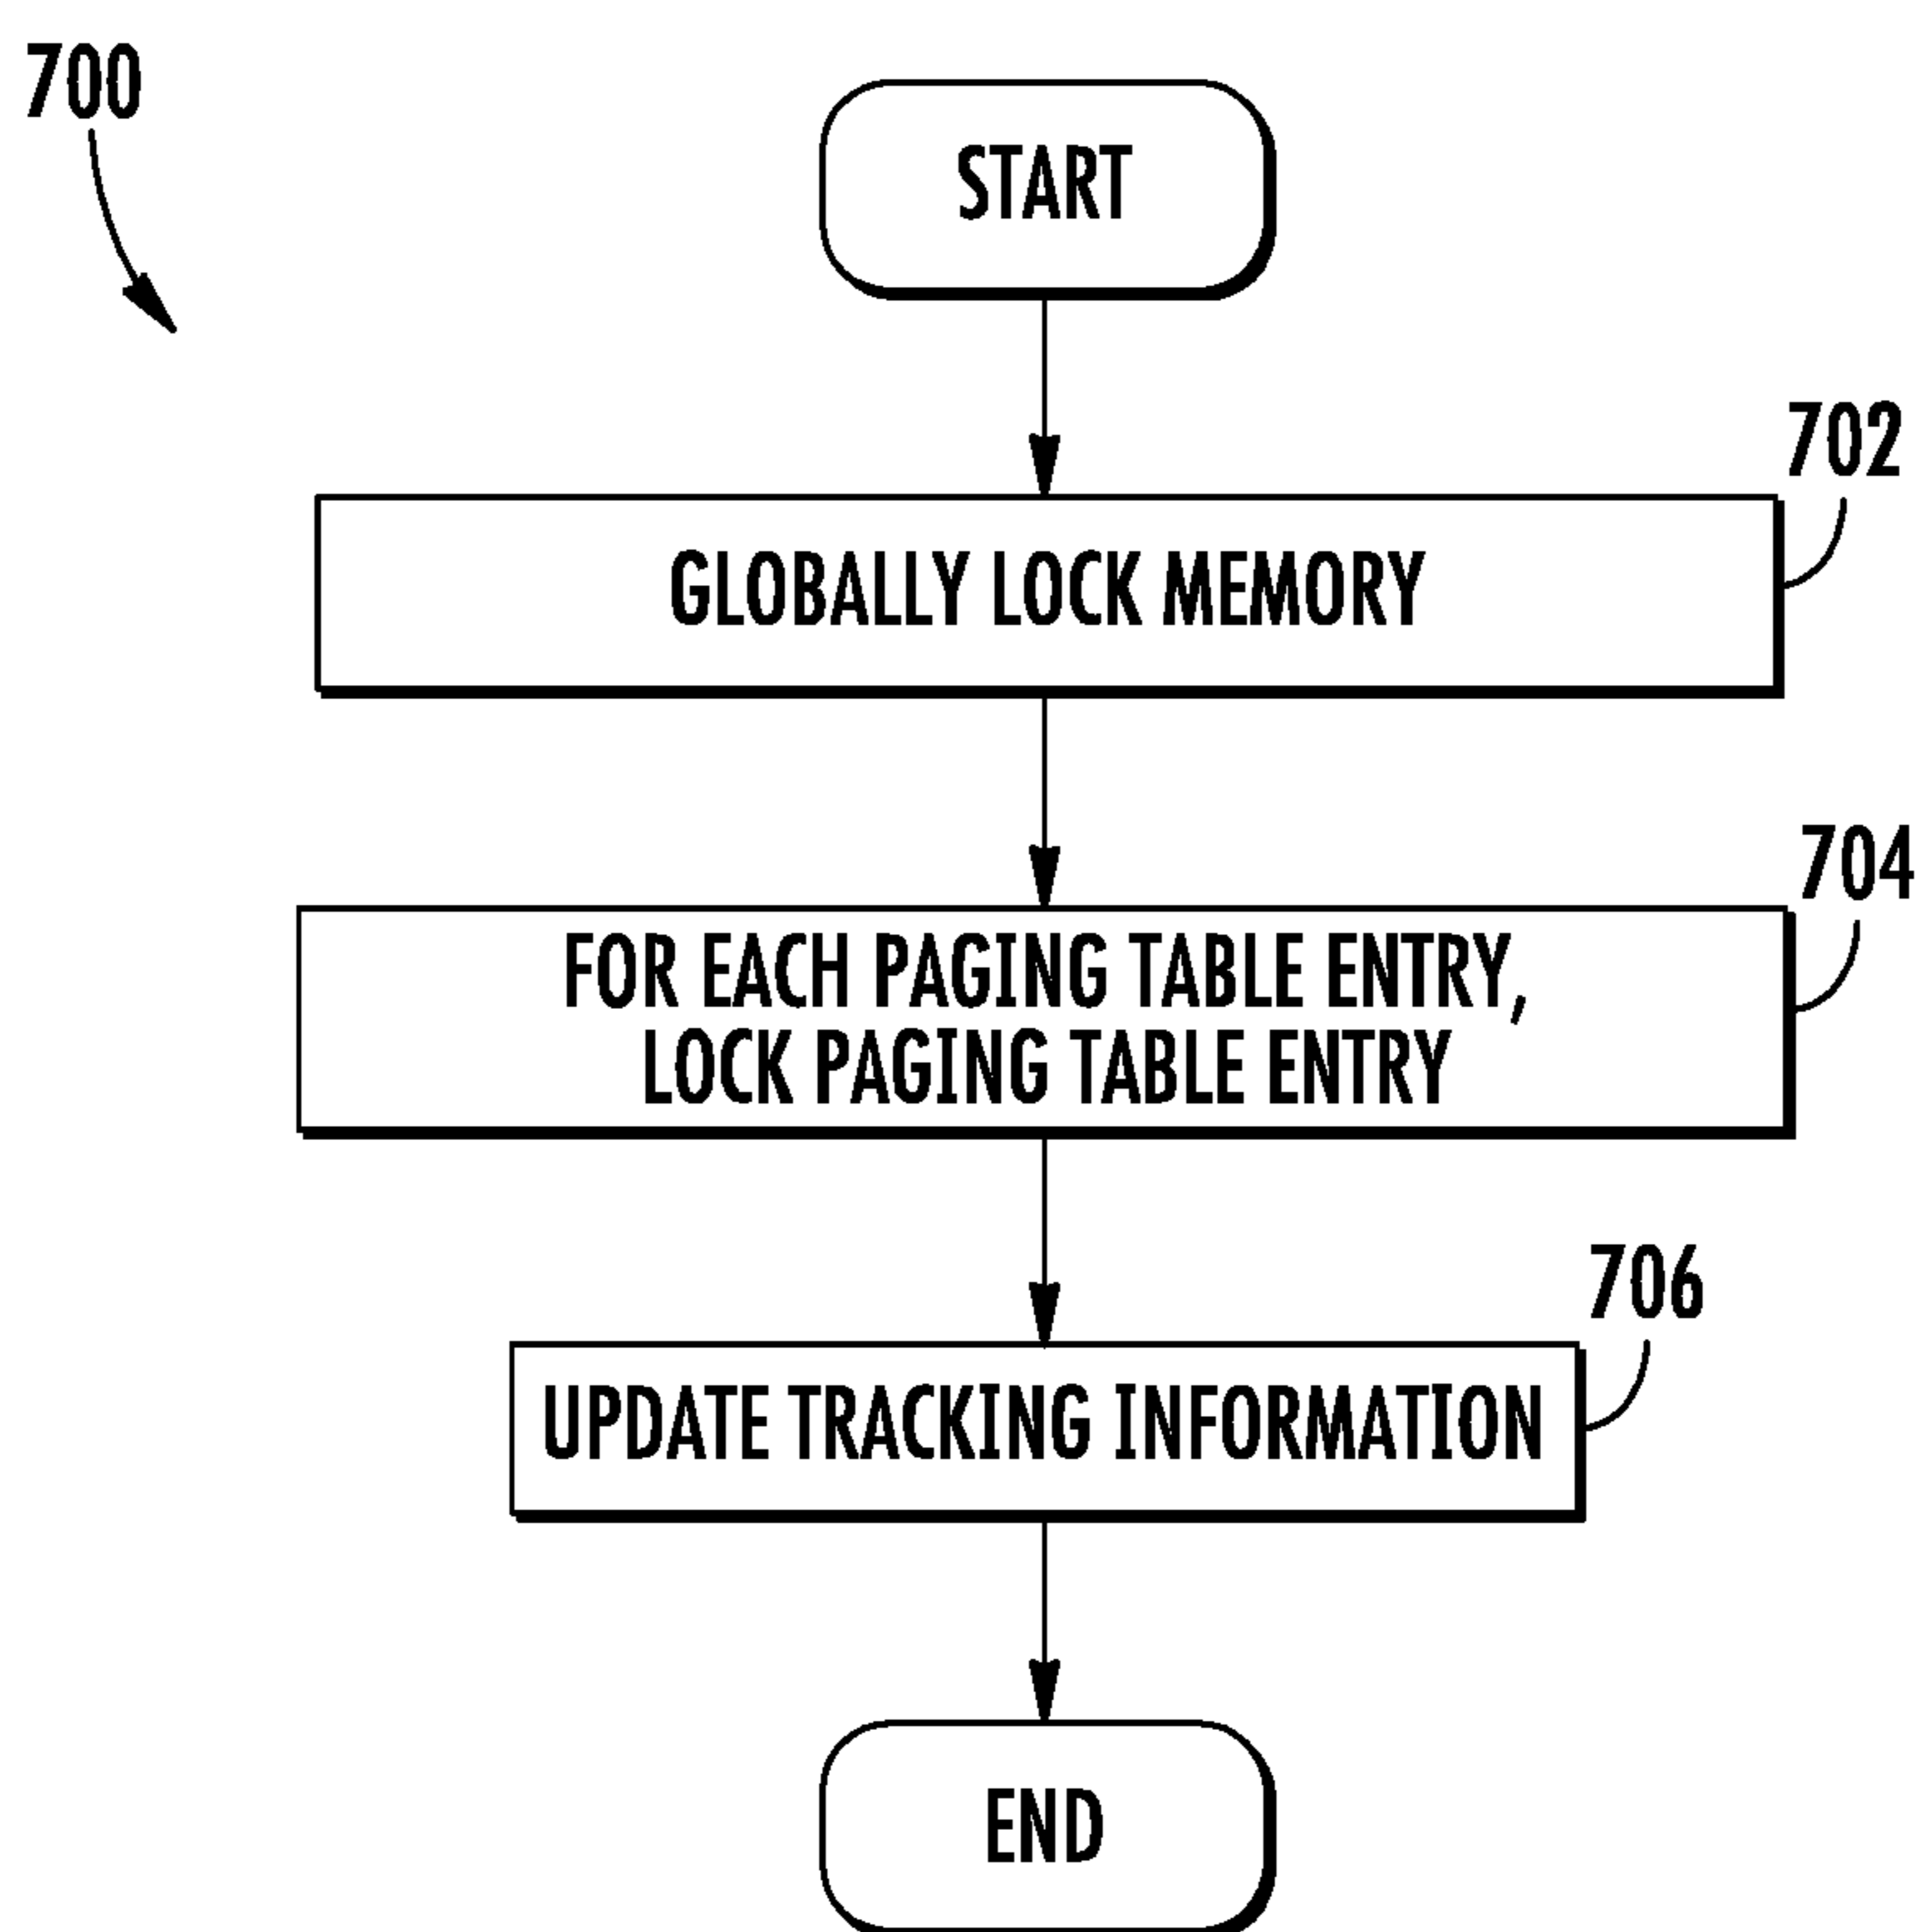 700
START
702
GLOBALLY LOCK MEMORY
704
FOR EACH PAGING TABLE ENTRY,
LOCK PAGING TABLE ENTRY
706
UPDATE TRACKING INFORMATION
END